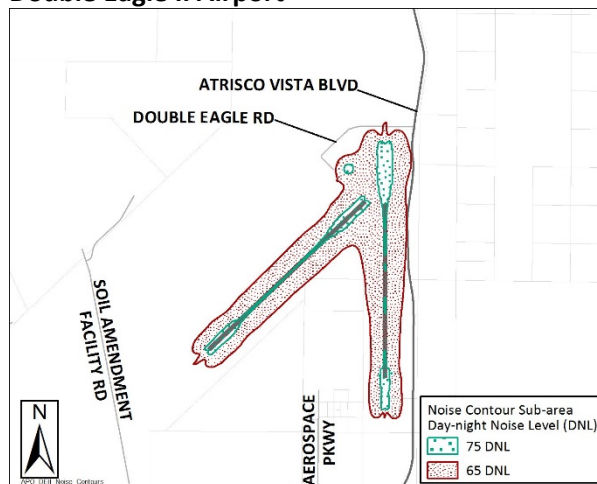 Double Eagle II Airport
ATRISCO VISTA BLVD
DOUBLE EAGLE RD
SOIL AMENDMENT
FACILITY RD
AEROSPACE
PKWY
N
Noise Contour Sub-area
Day-night Noise Level (DNL)
75 DNL
65 DNL
APO_DEII_Noise_Contours